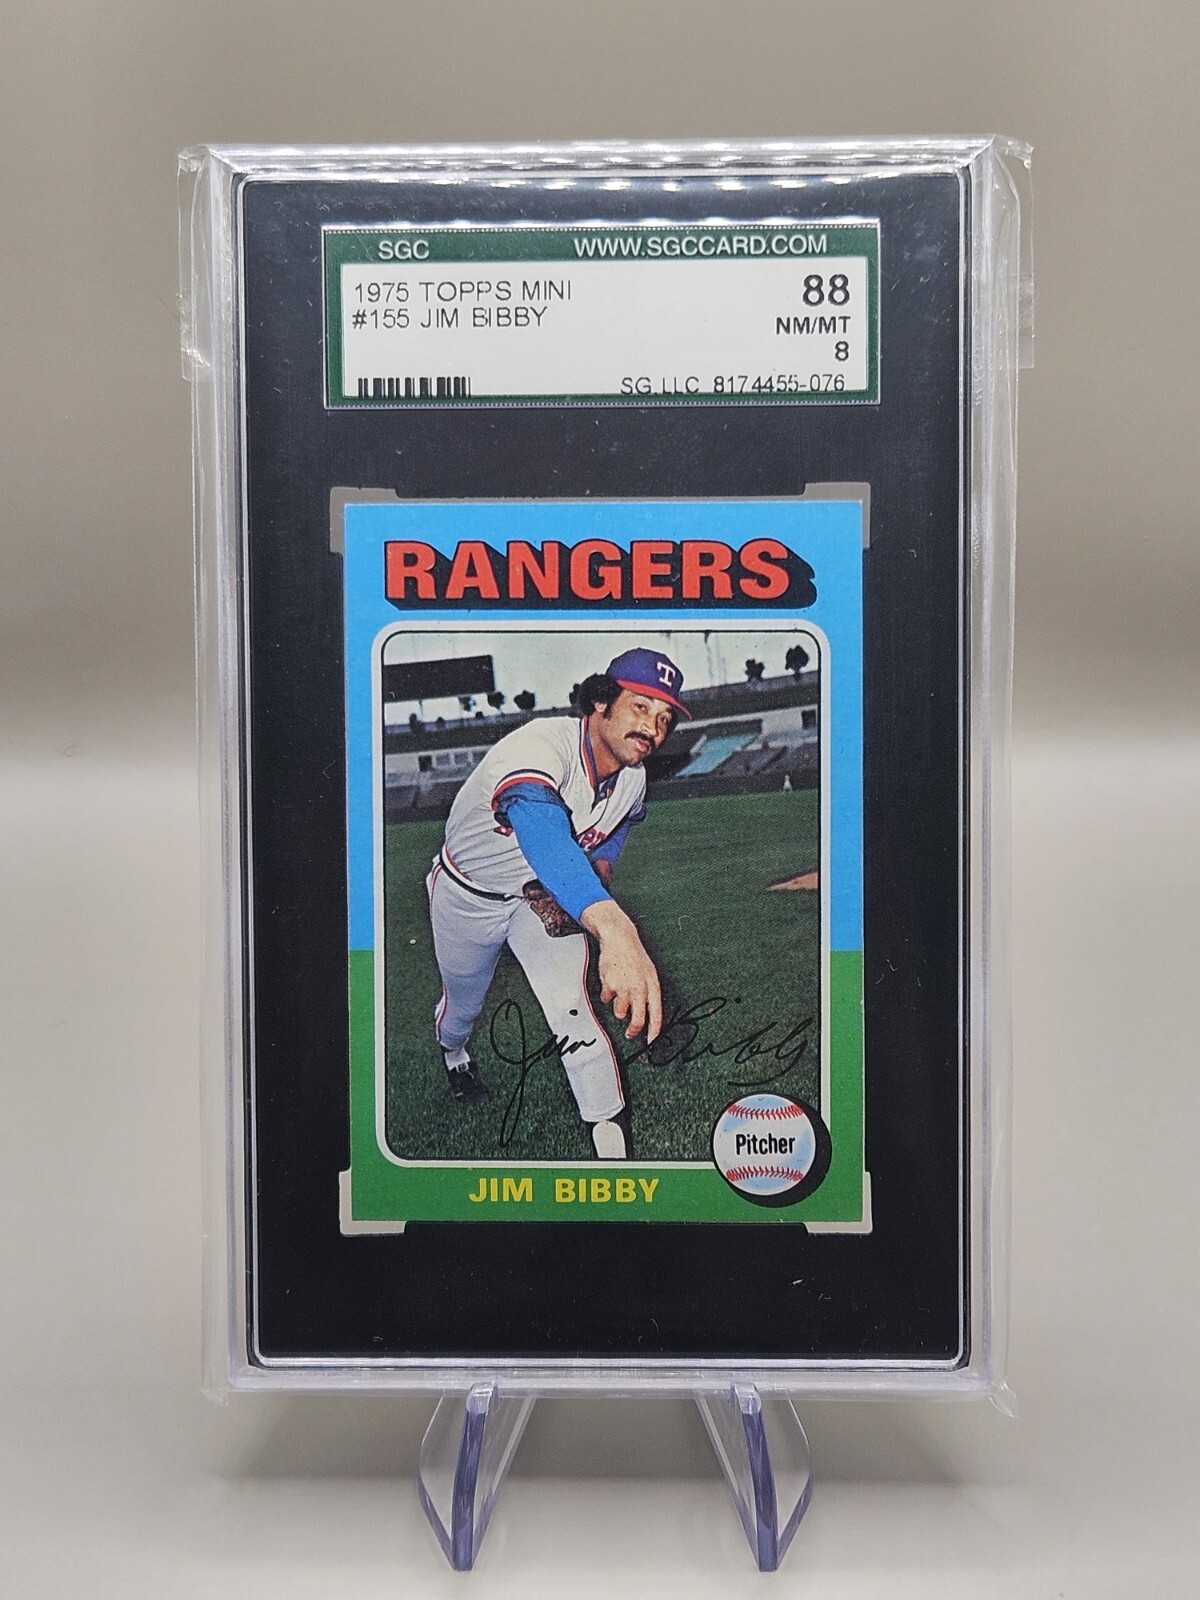 SGC WWW.SGCCARD.COM
1975 TOPPS MINI 88
#155 JIM BIBBY NM/MT
8
SG,LLC 8174455-076
RANGERS
T
Jim Bibby
Pitcher
JIM BIBBY